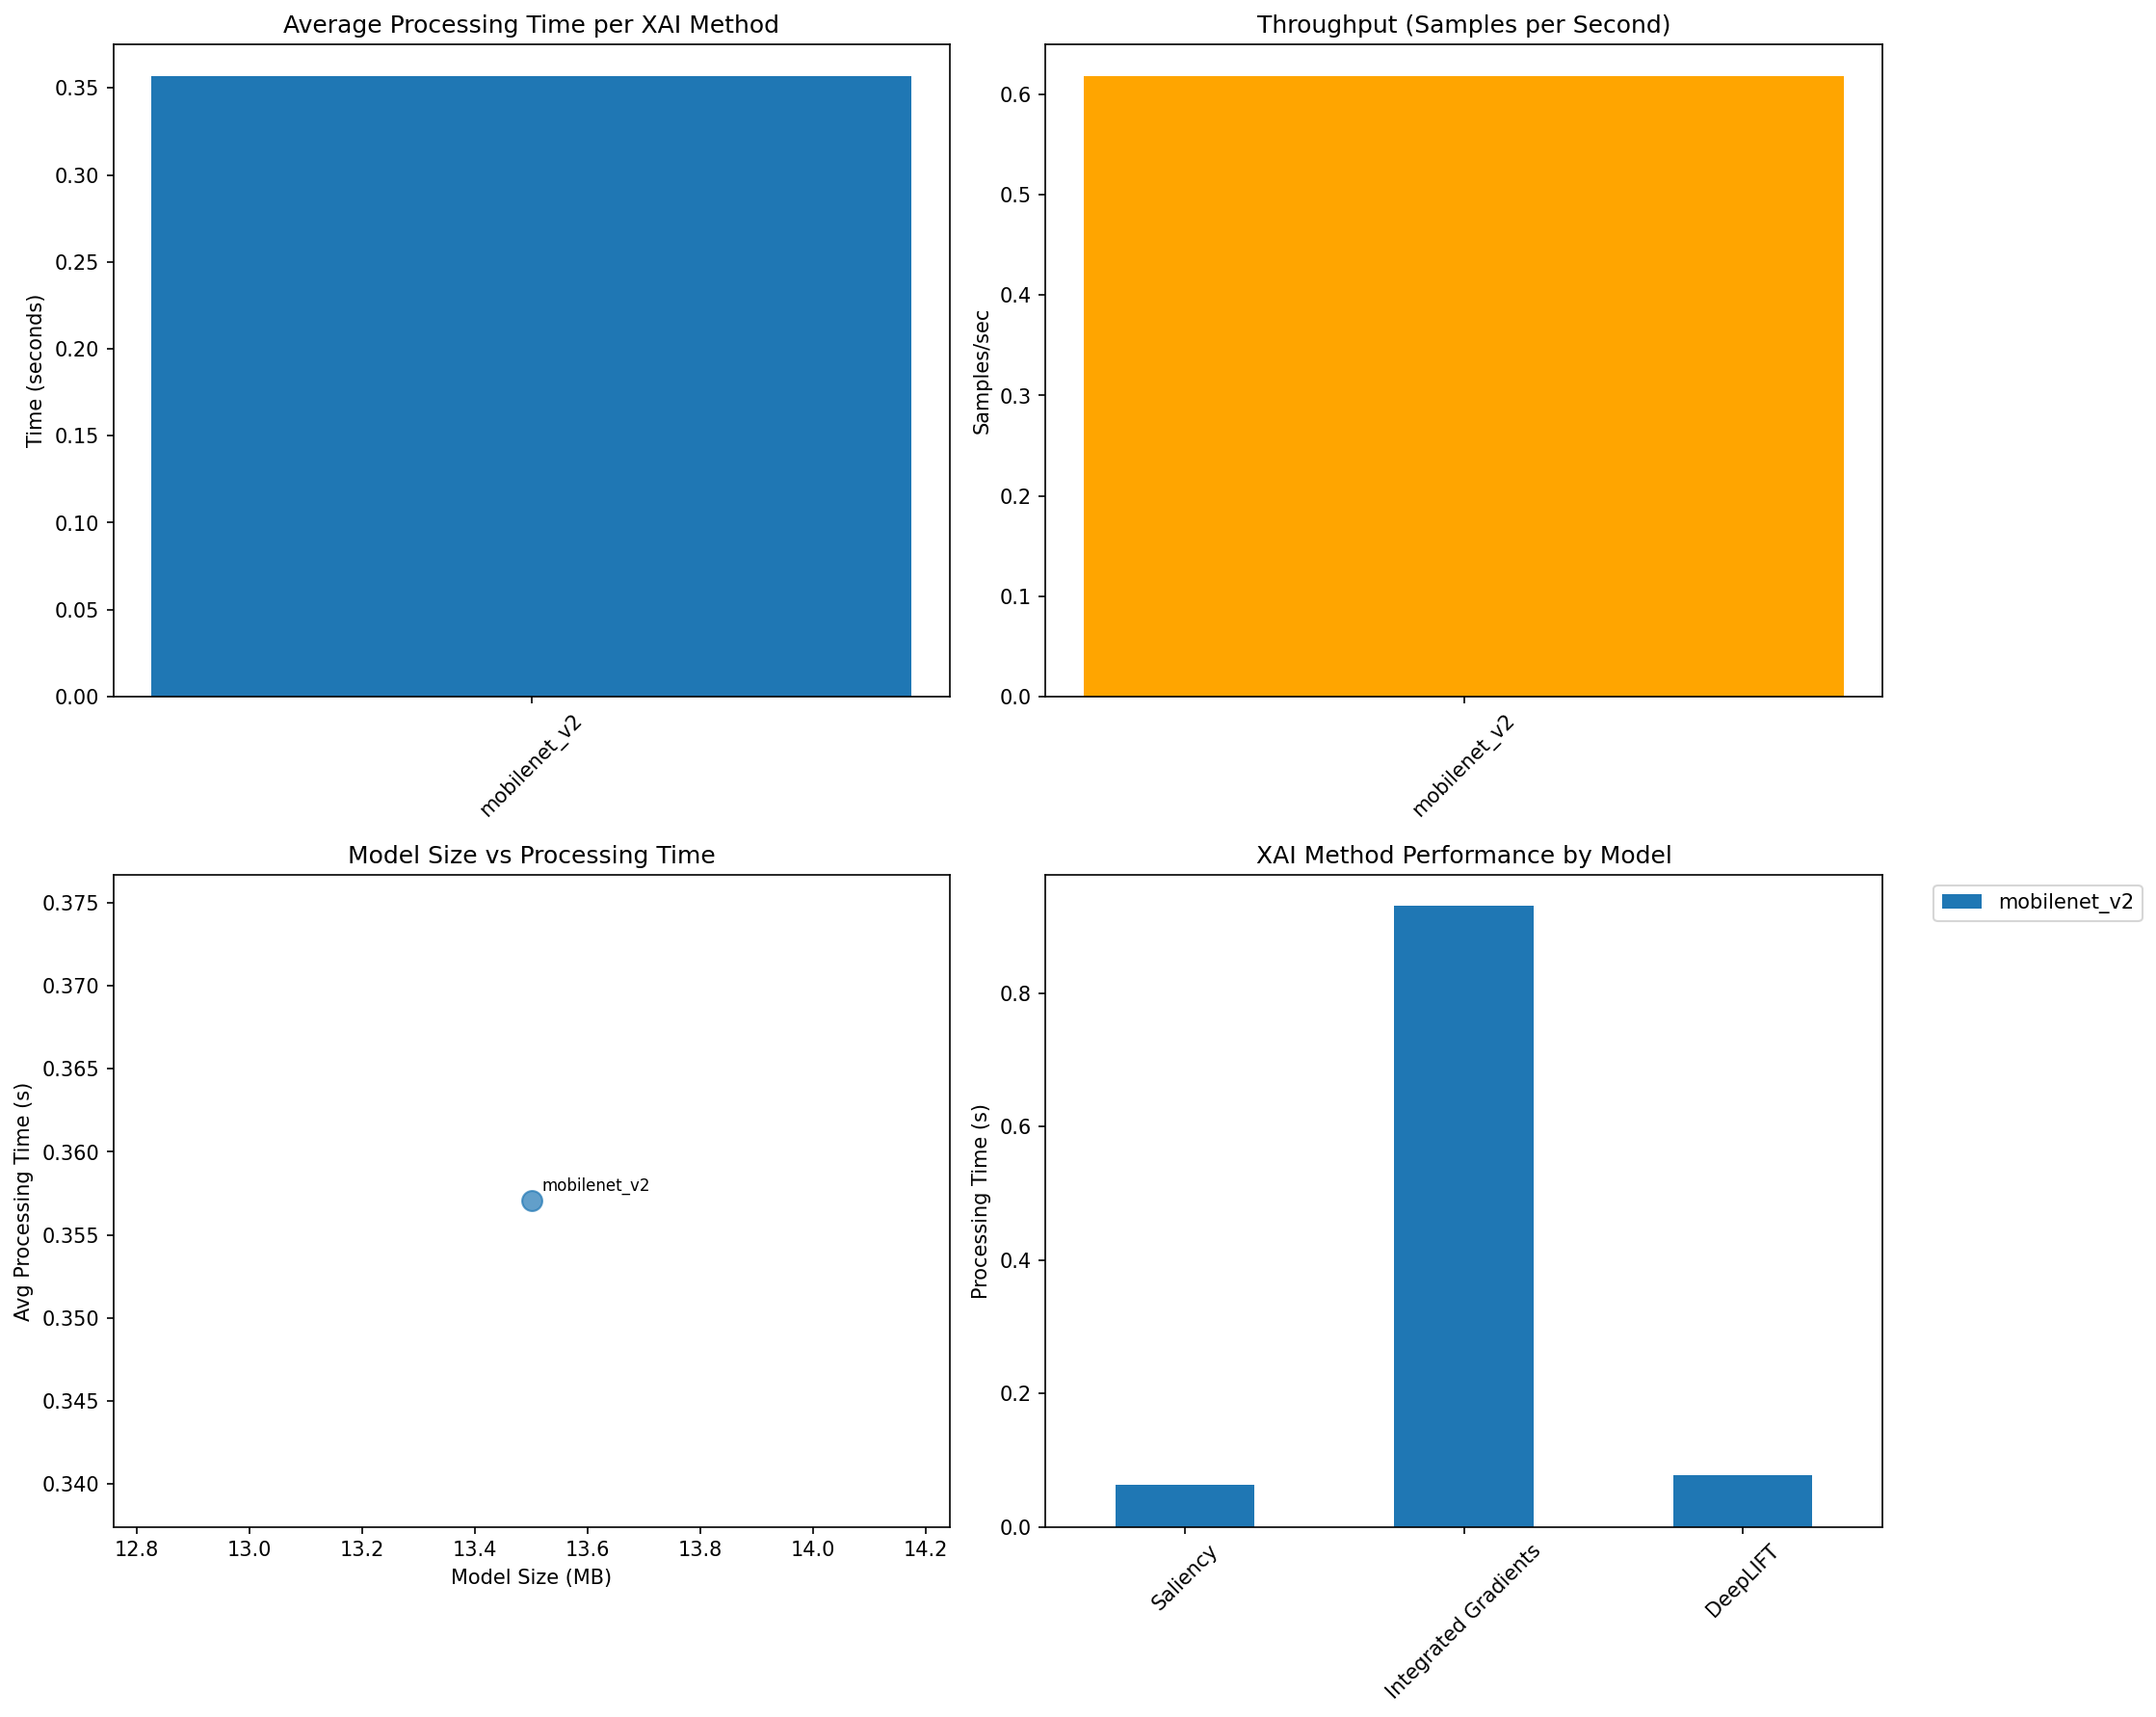 Average Processing Time per XAI Method
Time (seconds)
0.35
0.30
0.25
0.20
0.15
0.10
0.05
0.00
mobilenet_v2
Throughput (Samples per Second)
Samples/sec
0.6
0.5
0.4
0.3
0.2
0.1
0.0
mobilenet_v2
Model Size vs Processing Time
Avg Processing Time (s)
0.375
0.370
0.365
0.360
0.355
0.350
0.345
0.340
mobilenet_v2
12.8 13.0 13.2 13.4 13.6 13.8 14.0 14.2
Model Size (MB)
XAI Method Performance by Model
Processing Time (s)
0.8
0.6
0.4
0.2
0.0
Saliency
Integrated Gradients
DeepLIFT
mobilenet_v2